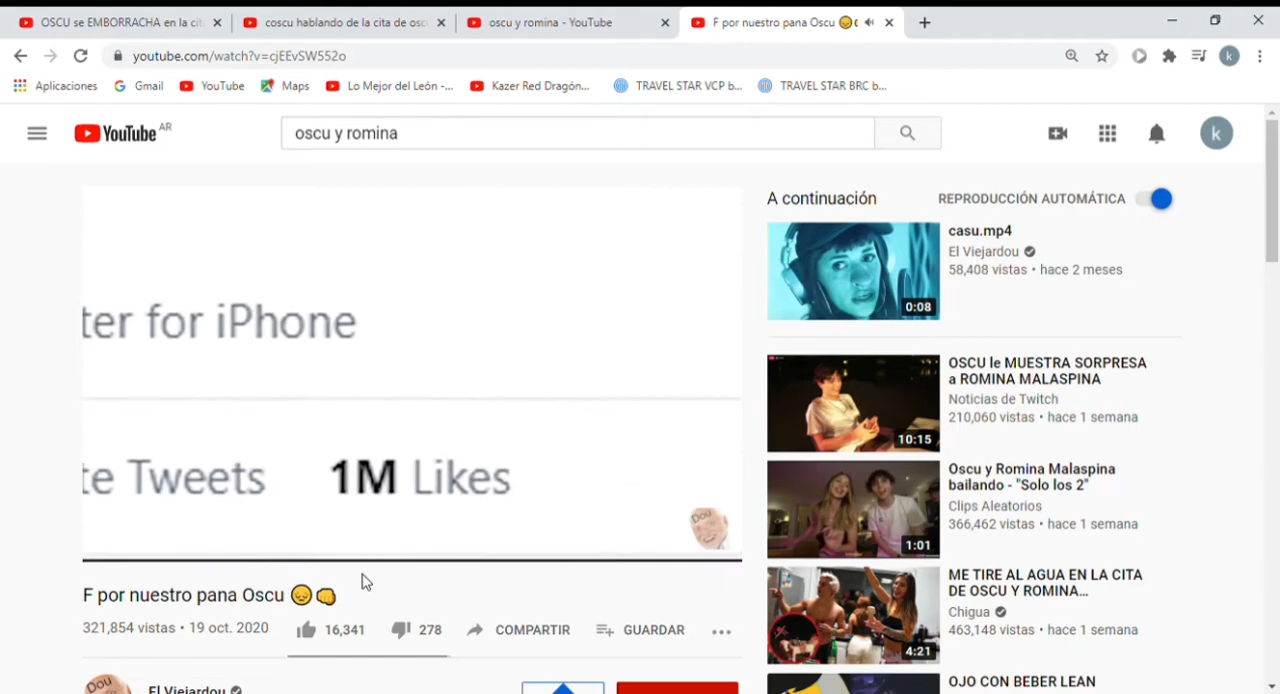 OSCU se EMBORRACHA en la cit
coscu hablando de la cita de osc
oscu y romina - YouTube
F por nuestro pana Oscu 😔
youtube.com/watch?v=cjEEvSW552o
k
Aplicaciones
Gmail
YouTube
Maps
Lo Mejor del León -...
Kazer Red Dragón...
TRAVEL STAR VCP b...
TRAVEL STAR BRC b...
YouTube AR
oscu y romina
k
ter for iPhone
te Tweets 1M Likes
Dou
F por nuestro pana Oscu 😔👊
321,854 vistas • 19 oct. 2020
16,341
278
COMPARTIR
GUARDAR
Dou
El Viejardou
A continuación
REPRODUCCIÓN AUTOMÁTICA
casu.mp4
El Viejardou
58,408 vistas • hace 2 meses
0:08
OSCU le MUESTRA SORPRESA
a ROMINA MALASPINA
Noticias de Twitch
210,060 vistas • hace 1 semana
10:15
Oscu y Romina Malaspina
bailando - "Solo los 2"
Clips Aleatorios
366,462 vistas • hace 1 semana
1:01
ME TIRE AL AGUA EN LA CITA
DE OSCU Y ROMINA...
Chigua
463,148 vistas • hace 1 semana
4:21
OJO CON BEBER LEAN